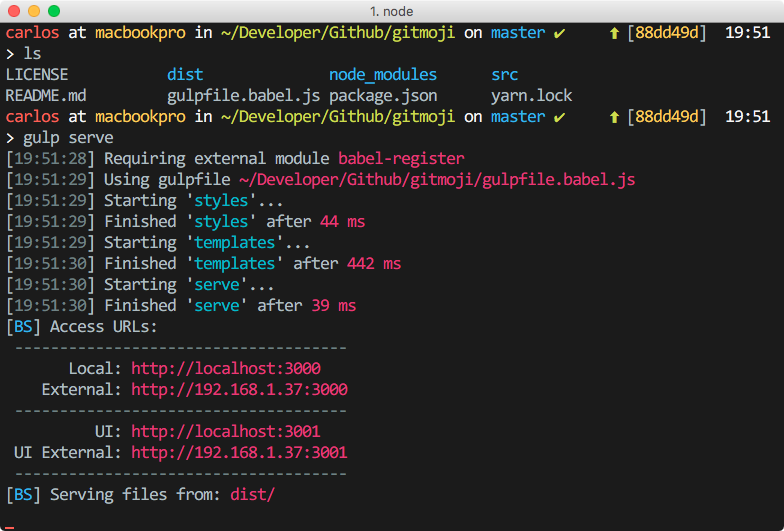 1. node
carlos at macbookpro in ~/Developer/Github/gitmoji on master ✔ ⬆ [88dd49d] 19:51
> ls
LICENSE dist node_modules src
README.md gulpfile.babel.js package.json yarn.lock
carlos at macbookpro in ~/Developer/Github/gitmoji on master ✔ ⬆ [88dd49d] 19:51
> gulp serve
[19:51:28] Requiring external module babel-register
[19:51:29] Using gulpfile ~/Developer/Github/gitmoji/gulpfile.babel.js
[19:51:29] Starting 'styles'...
[19:51:29] Finished 'styles' after 44 ms
[19:51:29] Starting 'templates'...
[19:51:30] Finished 'templates' after 442 ms
[19:51:30] Starting 'serve'...
[19:51:30] Finished 'serve' after 39 ms
[BS] Access URLs:
-------------------------------------
Local: http://localhost:3000
External: http://192.168.1.37:3000
-------------------------------------
UI: http://localhost:3001
UI External: http://192.168.1.37:3001
-------------------------------------
[BS] Serving files from: dist/